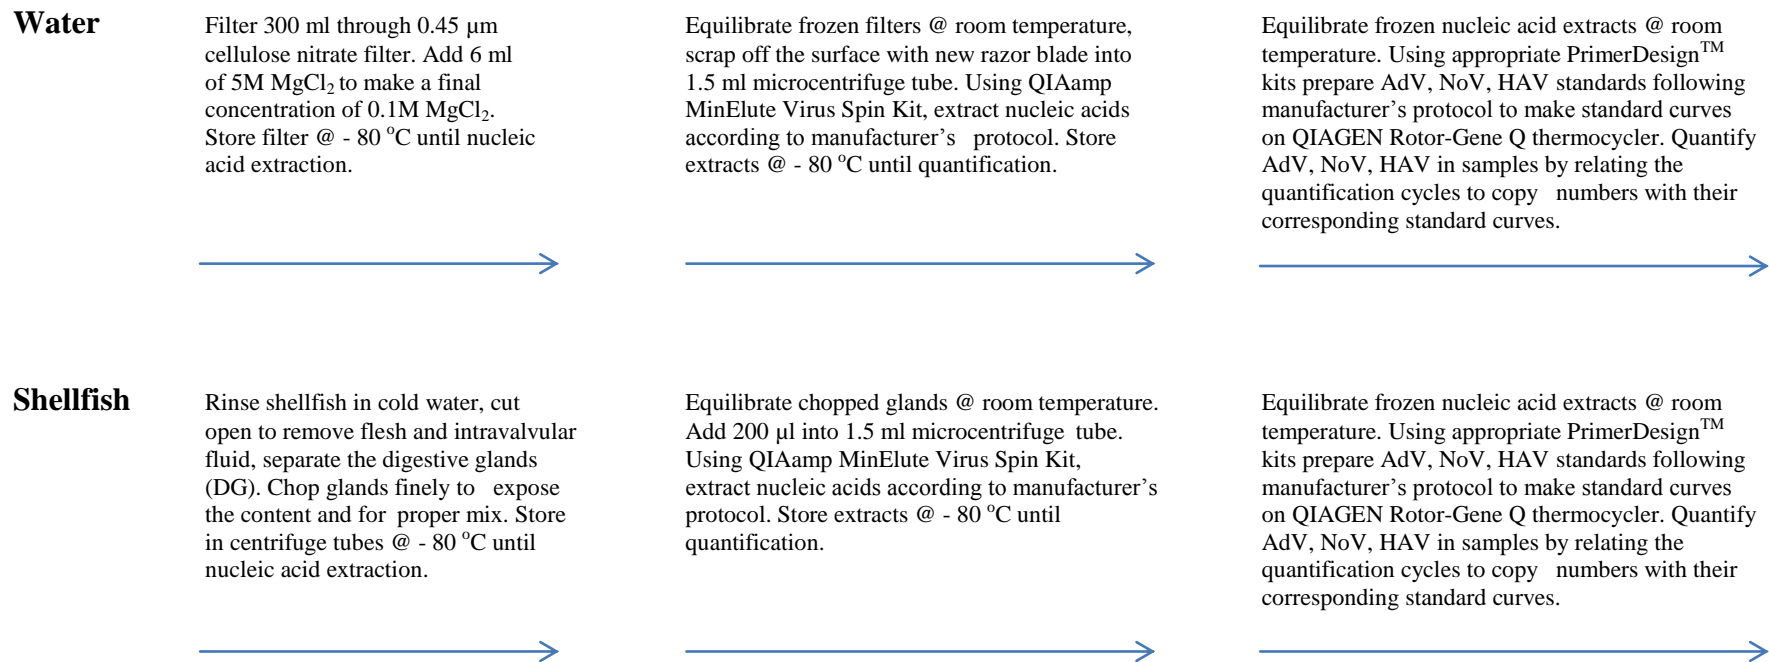 Water
Filter 300 ml through 0.45 µm
cellulose nitrate filter. Add 6 ml
of 5M MgCl₂ to make a final
concentration of 0.1M MgCl₂.
Store filter @ - 80 °C until nucleic
acid extraction.
Equilibrate frozen filters @ room temperature,
scrap off the surface with new razor blade into
1.5 ml microcentrifuge tube. Using QIAamp
MinElute Virus Spin Kit, extract nucleic acids
according to manufacturer’s protocol. Store
extracts @ - 80 °C until quantification.
Equilibrate frozen nucleic acid extracts @ room
temperature. Using appropriate PrimerDesign™
kits prepare AdV, NoV, HAV standards following
manufacturer’s protocol to make standard curves
on QIAGEN Rotor-Gene Q thermocycler. Quantify
AdV, NoV, HAV in samples by relating the
quantification cycles to copy numbers with their
corresponding standard curves.
Shellfish
Rinse shellfish in cold water, cut
open to remove flesh and intravalvular
fluid, separate the digestive glands
(DG). Chop glands finely to expose
the content and for proper mix. Store
in centrifuge tubes @ - 80 °C until
nucleic acid extraction.
Equilibrate chopped glands @ room temperature.
Add 200 µl into 1.5 ml microcentrifuge tube.
Using QIAamp MinElute Virus Spin Kit,
extract nucleic acids according to manufacturer’s
protocol. Store extracts @ - 80 °C until
quantification.
Equilibrate frozen nucleic acid extracts @ room
temperature. Using appropriate PrimerDesign™
kits prepare AdV, NoV, HAV standards following
manufacturer’s protocol to make standard curves
on QIAGEN Rotor-Gene Q thermocycler. Quantify
AdV, NoV, HAV in samples by relating the
quantification cycles to copy numbers with their
corresponding standard curves.